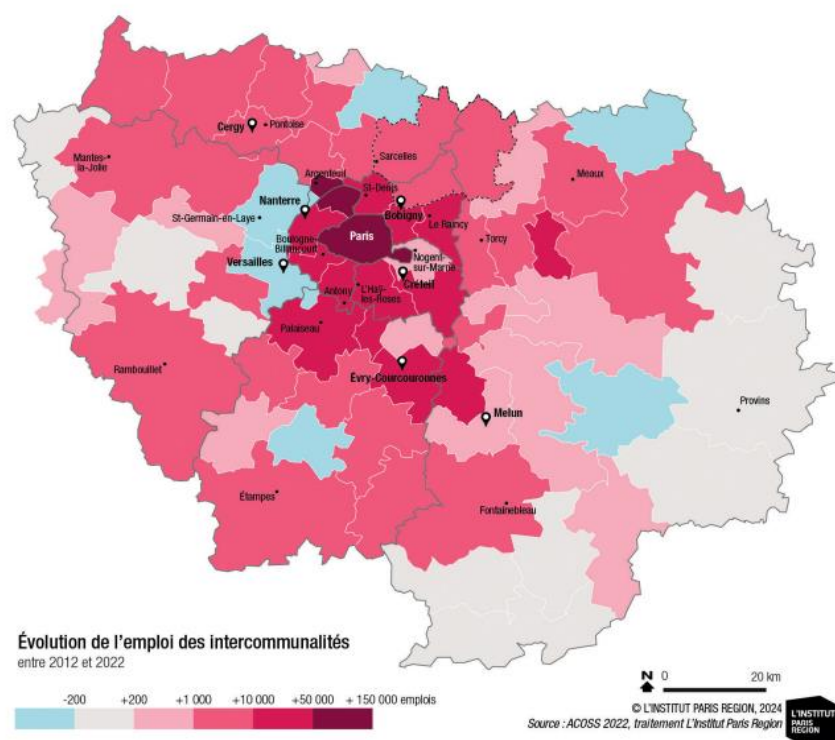 Cergy
Pontoise
Mantes-
la-Jolie
Sarcelles
Meaux
Argenteuil
St-Denis
Nanterre
Bobigny
St-Germain-en-Laye
Le Raincy
Paris
Torcy
Boulogne-
Billancourt
Nogent-
sur-Marne
Versailles
Créteil
Antony
L'Haÿ-
les-Roses
Palaiseau
Rambouillet
Évry-Courcouronnes
Provins
Melun
Étampes
Fontainebleau
Évolution de l'emploi des intercommunalités
entre 2012 et 2022
-200 +200 +1 000 +10 000 +50 000 + 150 000 emplois
N 0 20 km
© L'INSTITUT PARIS REGION, 2024
Source : ACOSS 2022, traitement L'Institut Paris Region
L'INSTITUT
PARIS
REGION